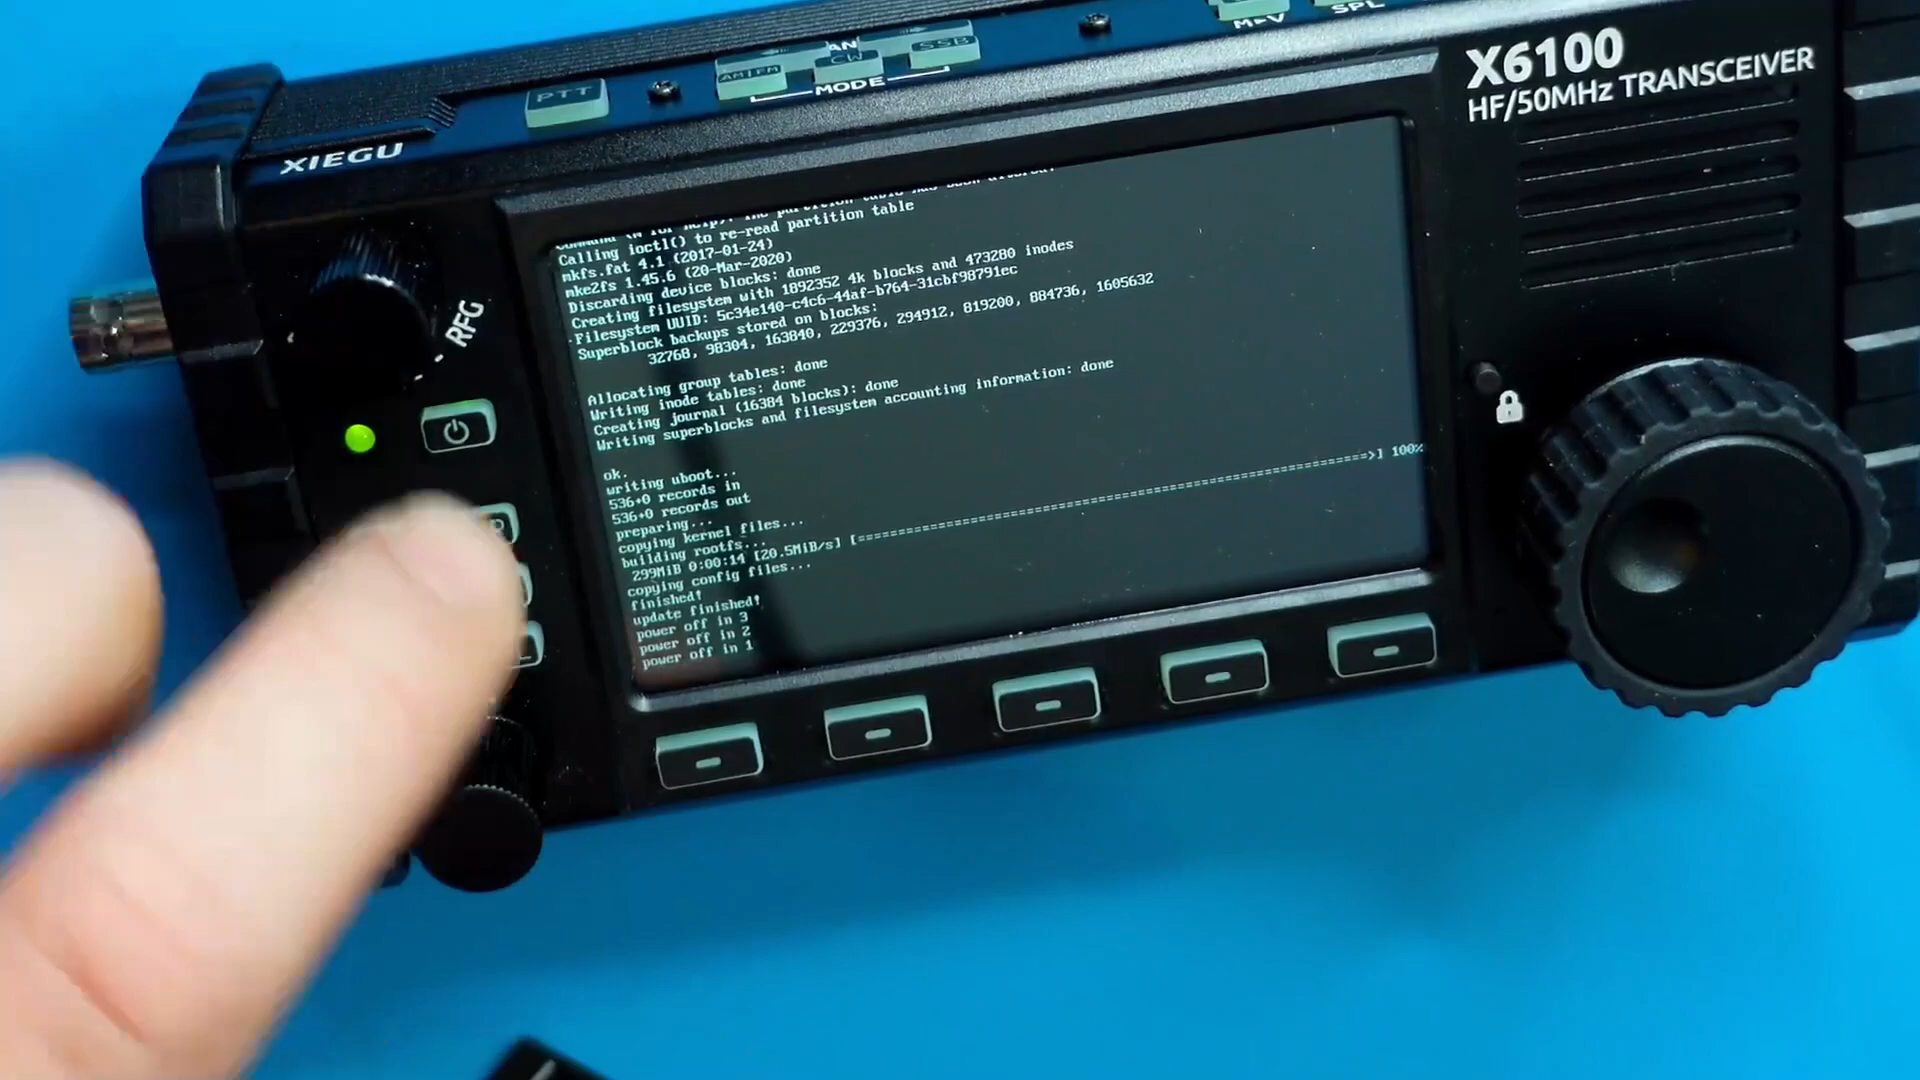 M▸V
SPL
AN
AM|FM
CW
SSB
MODE
PTT
X6100
HF/50MHz TRANSCEIVER
XIEGU
RFG
partition table has been altered.
Calling ioctl() to re-read partition table
mkfs.fat 4.1 (2017-01-24)
mke2fs 1.45.6 (20-Mar-2020)
Discarding device blocks: done
Creating filesystem with 1892352 4k blocks and 473280 inodes
Filesystem UUID: 5c34e140-c4c6-44af-b764-31cbf98791ec
Superblock backups stored on blocks:
32768, 98304, 163840, 229376, 294912, 819200, 884736, 1605632
Allocating group tables: done
Writing inode tables: done
Creating journal (16384 blocks): done
Writing superblocks and filesystem accounting information: done
ok.
writing uboot...
536+0 records in
536+0 records out
preparing...
copying kernel files...
building rootfs...
299MiB 0:00:14 [20.5MiB/s] [================================================================>] 100%
copying config files...
finished!
update finished!
power off in 3
power off in 2
power off in 1